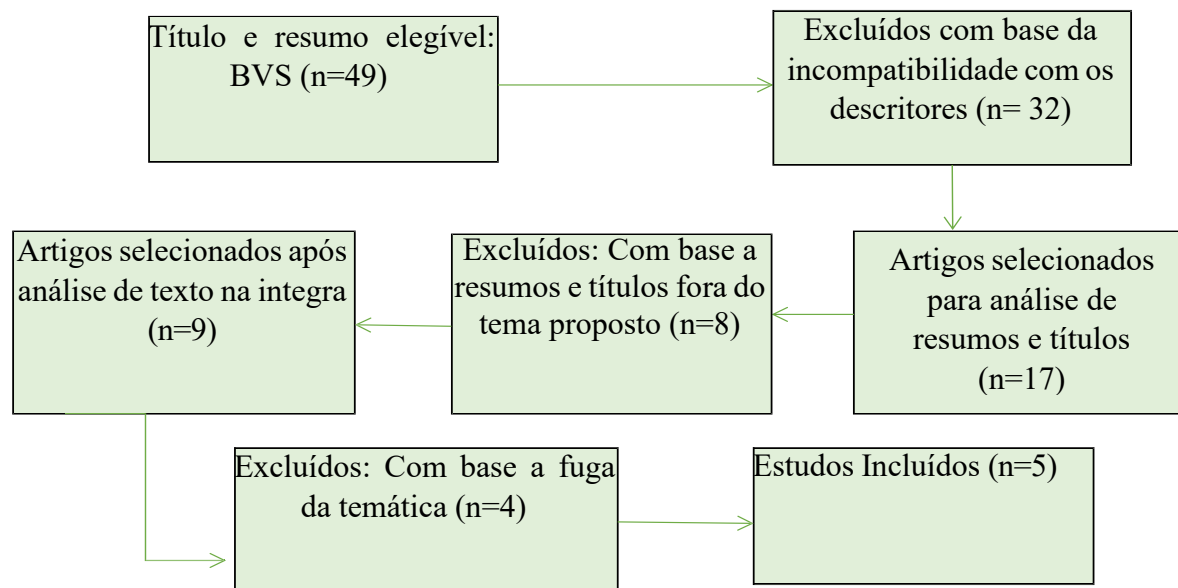 Título e resumo elegível:
BVS (n=49)
Excluídos com base da
incompatibilidade com os
descritores (n= 32)
Artigos selecionados
para análise de
resumos e títulos
(n=17)
Excluídos: Com base a
resumos e títulos fora do
tema proposto (n=8)
Artigos selecionados após
análise de texto na integra
(n=9)
Excluídos: Com base a fuga
da temática (n=4)
Estudos Incluídos (n=5)